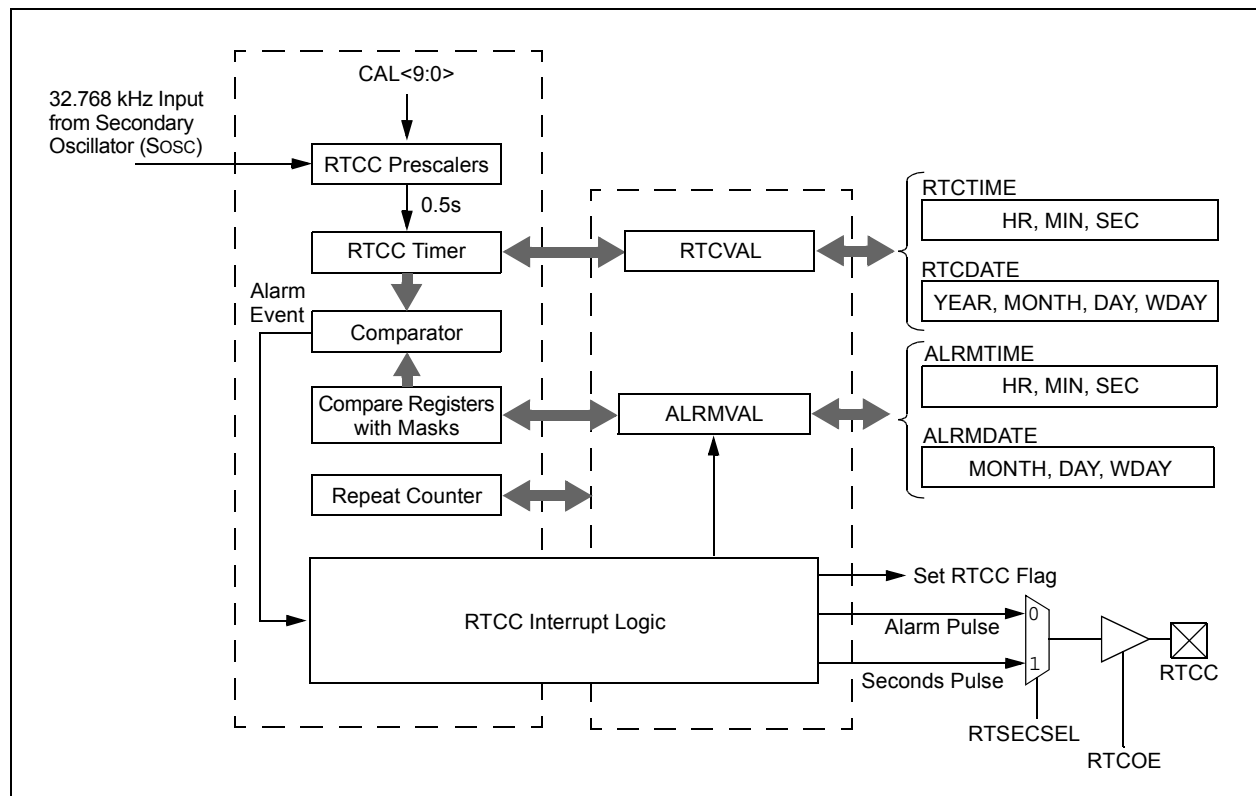 CAL<9:0>
32.768 kHz Input
from Secondary
Oscillator (SOSC)
RTCC Prescalers
0.5s
RTCC Timer
Alarm
Event
Comparator
Compare Registers
with Masks
Repeat Counter
RTCVAL
ALRMVAL
RTCTIME
HR, MIN, SEC
RTCDATE
YEAR, MONTH, DAY, WDAY
ALRMTIME
HR, MIN, SEC
ALRMDATE
MONTH, DAY, WDAY
RTCC Interrupt Logic
Set RTCC Flag
Alarm Pulse
Seconds Pulse
0
1
RTSECSEL
RTCOE
RTCC